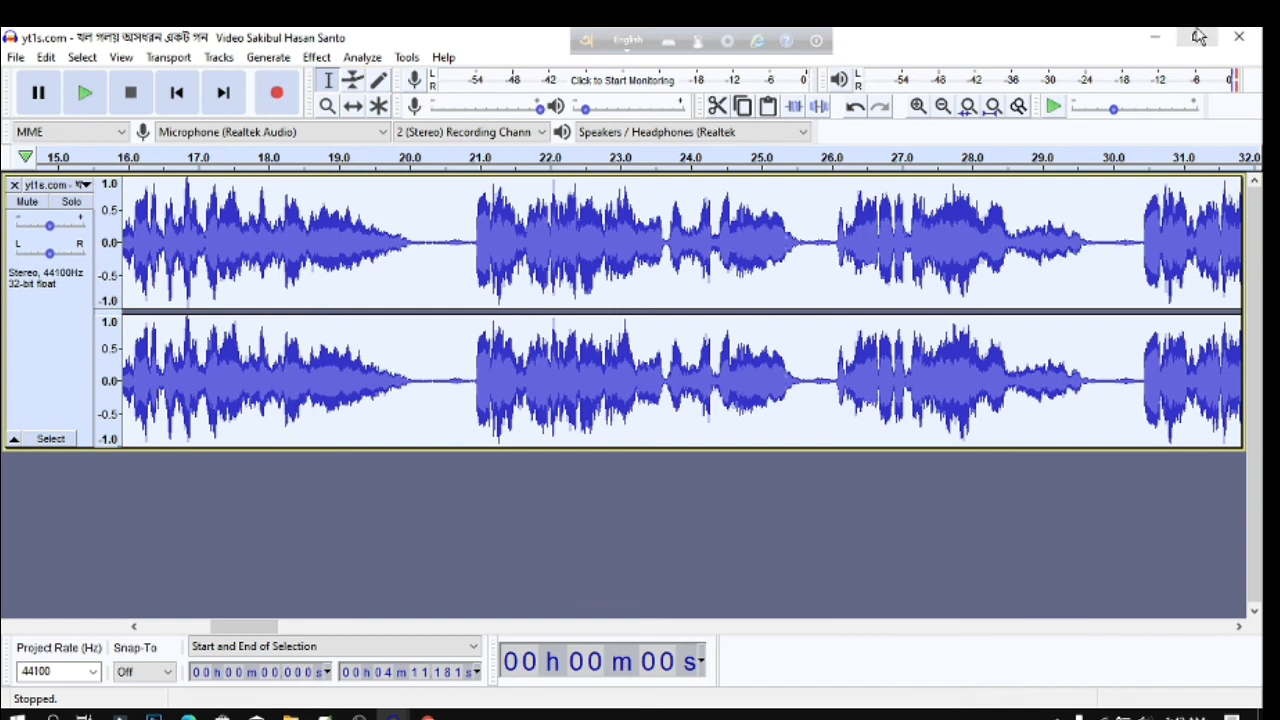 yt1s.com - খল গলয় অসধরন একট গন Video Sakibul Hasan Santo
English
File Edit Select View Transport Tracks Generate Effect Analyze Tools Help
L R -54 -48 -42 Click to Start Monitoring -18 -12 -6 0 L R -54 -48 -42 -36 -30 -24 -18 -12 -6 0
MME Microphone (Realtek Audio) 2 (Stereo) Recording Chann Speakers / Headphones (Realtek
15.0 16.0 17.0 18.0 19.0 20.0 21.0 22.0 23.0 24.0 25.0 26.0 27.0 28.0 29.0 30.0 31.0 32.0
yt1s.com -
Mute Solo
- +
L R
Stereo, 44100Hz
32-bit float
Select
1.0
0.5
0.0
-0.5
-1.0
1.0
0.5
0.0
-0.5
-1.0
Project Rate (Hz) Snap-To Start and End of Selection
44100 Off 00 h 00 m 00.000 s 00 h 04 m 11.181 s 00 h 00 m 00 s
Stopped.